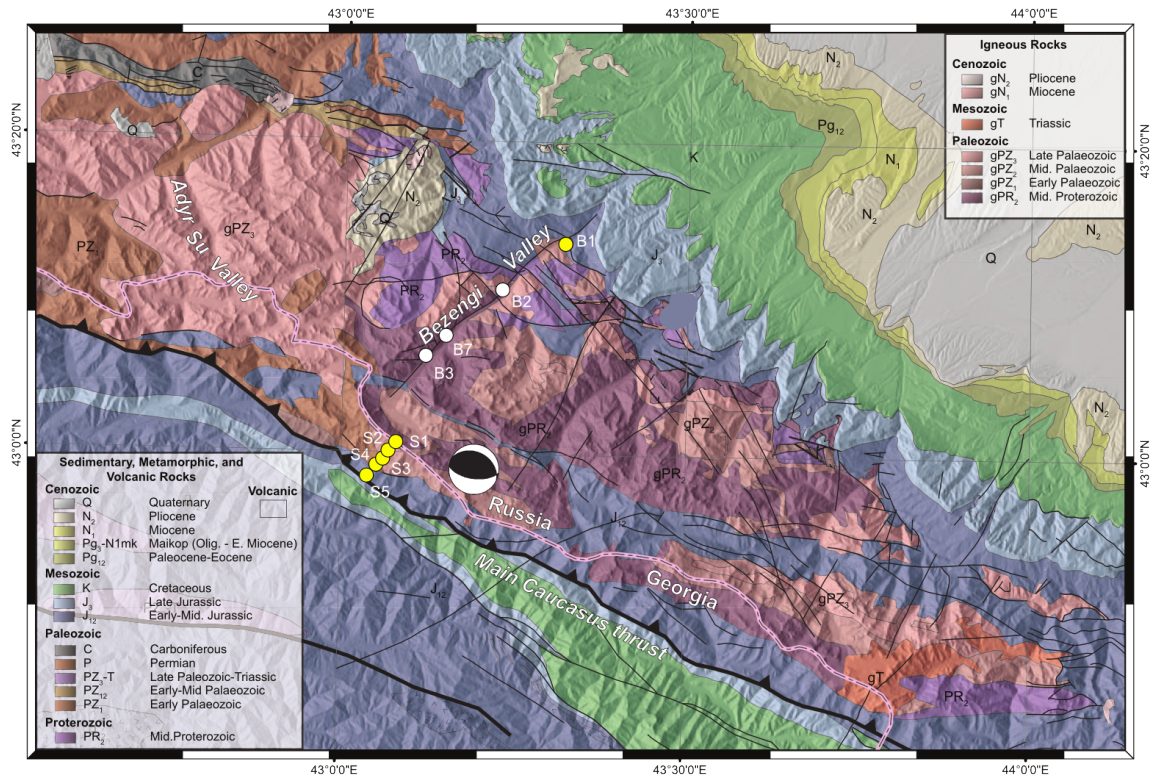 43°0'0"E
43°30'0"E
44°0'0"E
43°20'0"N
43°20'0"N
43°0'0"N
43°0'0"N
43°0'0"E
43°30'0"E
44°0'0"E
Igneous Rocks
Cenozoic
gN2 Pliocene
gN1 Miocene
Mesozoic
gT Triassic
Paleozoic
gPZ3 Late Palaeozoic
gPZ2 Mid. Palaeozoic
gPZ1 Early Palaeozoic
gPR2 Mid. Proterozoic
C
Q
N2
Pg12
N1
K
N2
N2
Q
Adyr Su Valley
gPZ3
PZ1
N2
Q
J3
PR2
PR2
J3
Bezengi Valley
B1
B2
B7
B3
S2
S1
S4
S3
S5
gPR2
gPZ
gPR2
N2
Russia
J12
Georgia
Main Caucasus thrust
J12
gPZ3
gT
PR2
Sedimentary, Metamorphic, and
Volcanic Rocks
Cenozoic
Volcanic
Q Quaternary
N2 Pliocene
N1 Miocene
Pg3-N1mk Maikop (Olig. - E. Miocene)
Pg12 Paleocene-Eocene
Mesozoic
K Cretaceous
J3 Late Jurassic
J12 Early-Mid. Jurassic
Paleozoic
C Carboniferous
P Permian
PZ3-T Late Paleozoic-Triassic
PZ12 Early-Mid Palaeozoic
PZ1 Early Palaeozoic
Proterozoic
PR2 Mid.Proterozoic